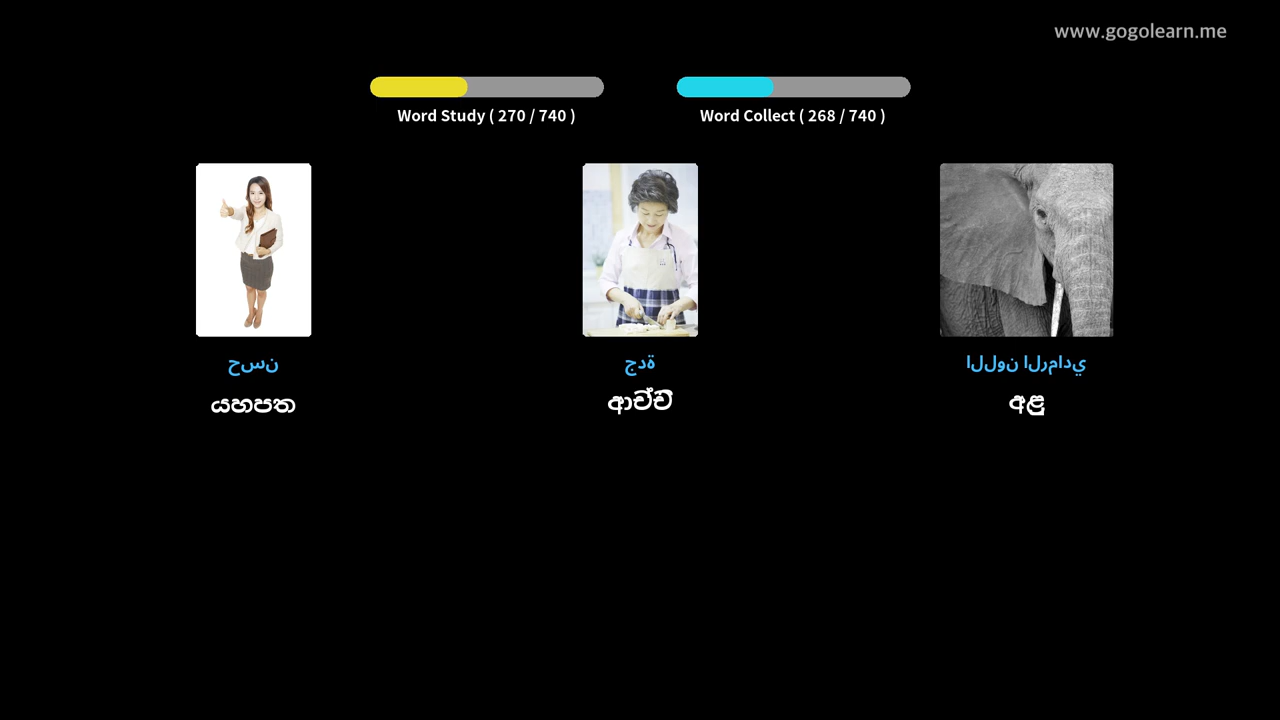 www.gogolearn.me
Word Study ( 270 / 740 )
Word Collect ( 268 / 740 )
حسن
جدة
اللون الرمادي
යහපත
ආච්චි
අළු